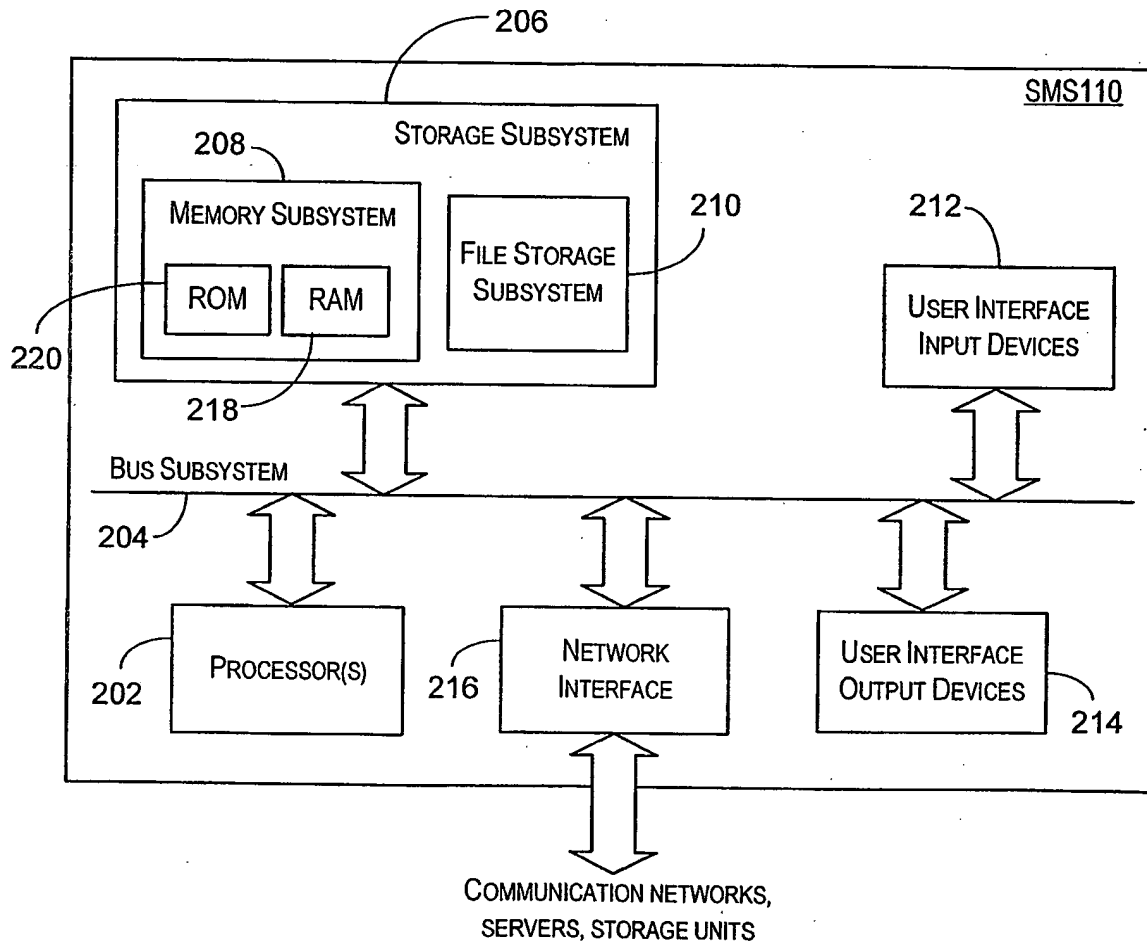 206
SMS110
STORAGE SUBSYSTEM
208
MEMORY SUBSYSTEM
210
212
FILE STORAGE
SUBSYSTEM
ROM
RAM
USER INTERFACE
INPUT DEVICES
220
218
BUS SUBSYSTEM
204
PROCESSOR(S)
NETWORK
INTERFACE
USER INTERFACE
OUTPUT DEVICES
202
216
214
COMMUNICATION NETWORKS,
SERVERS, STORAGE UNITS